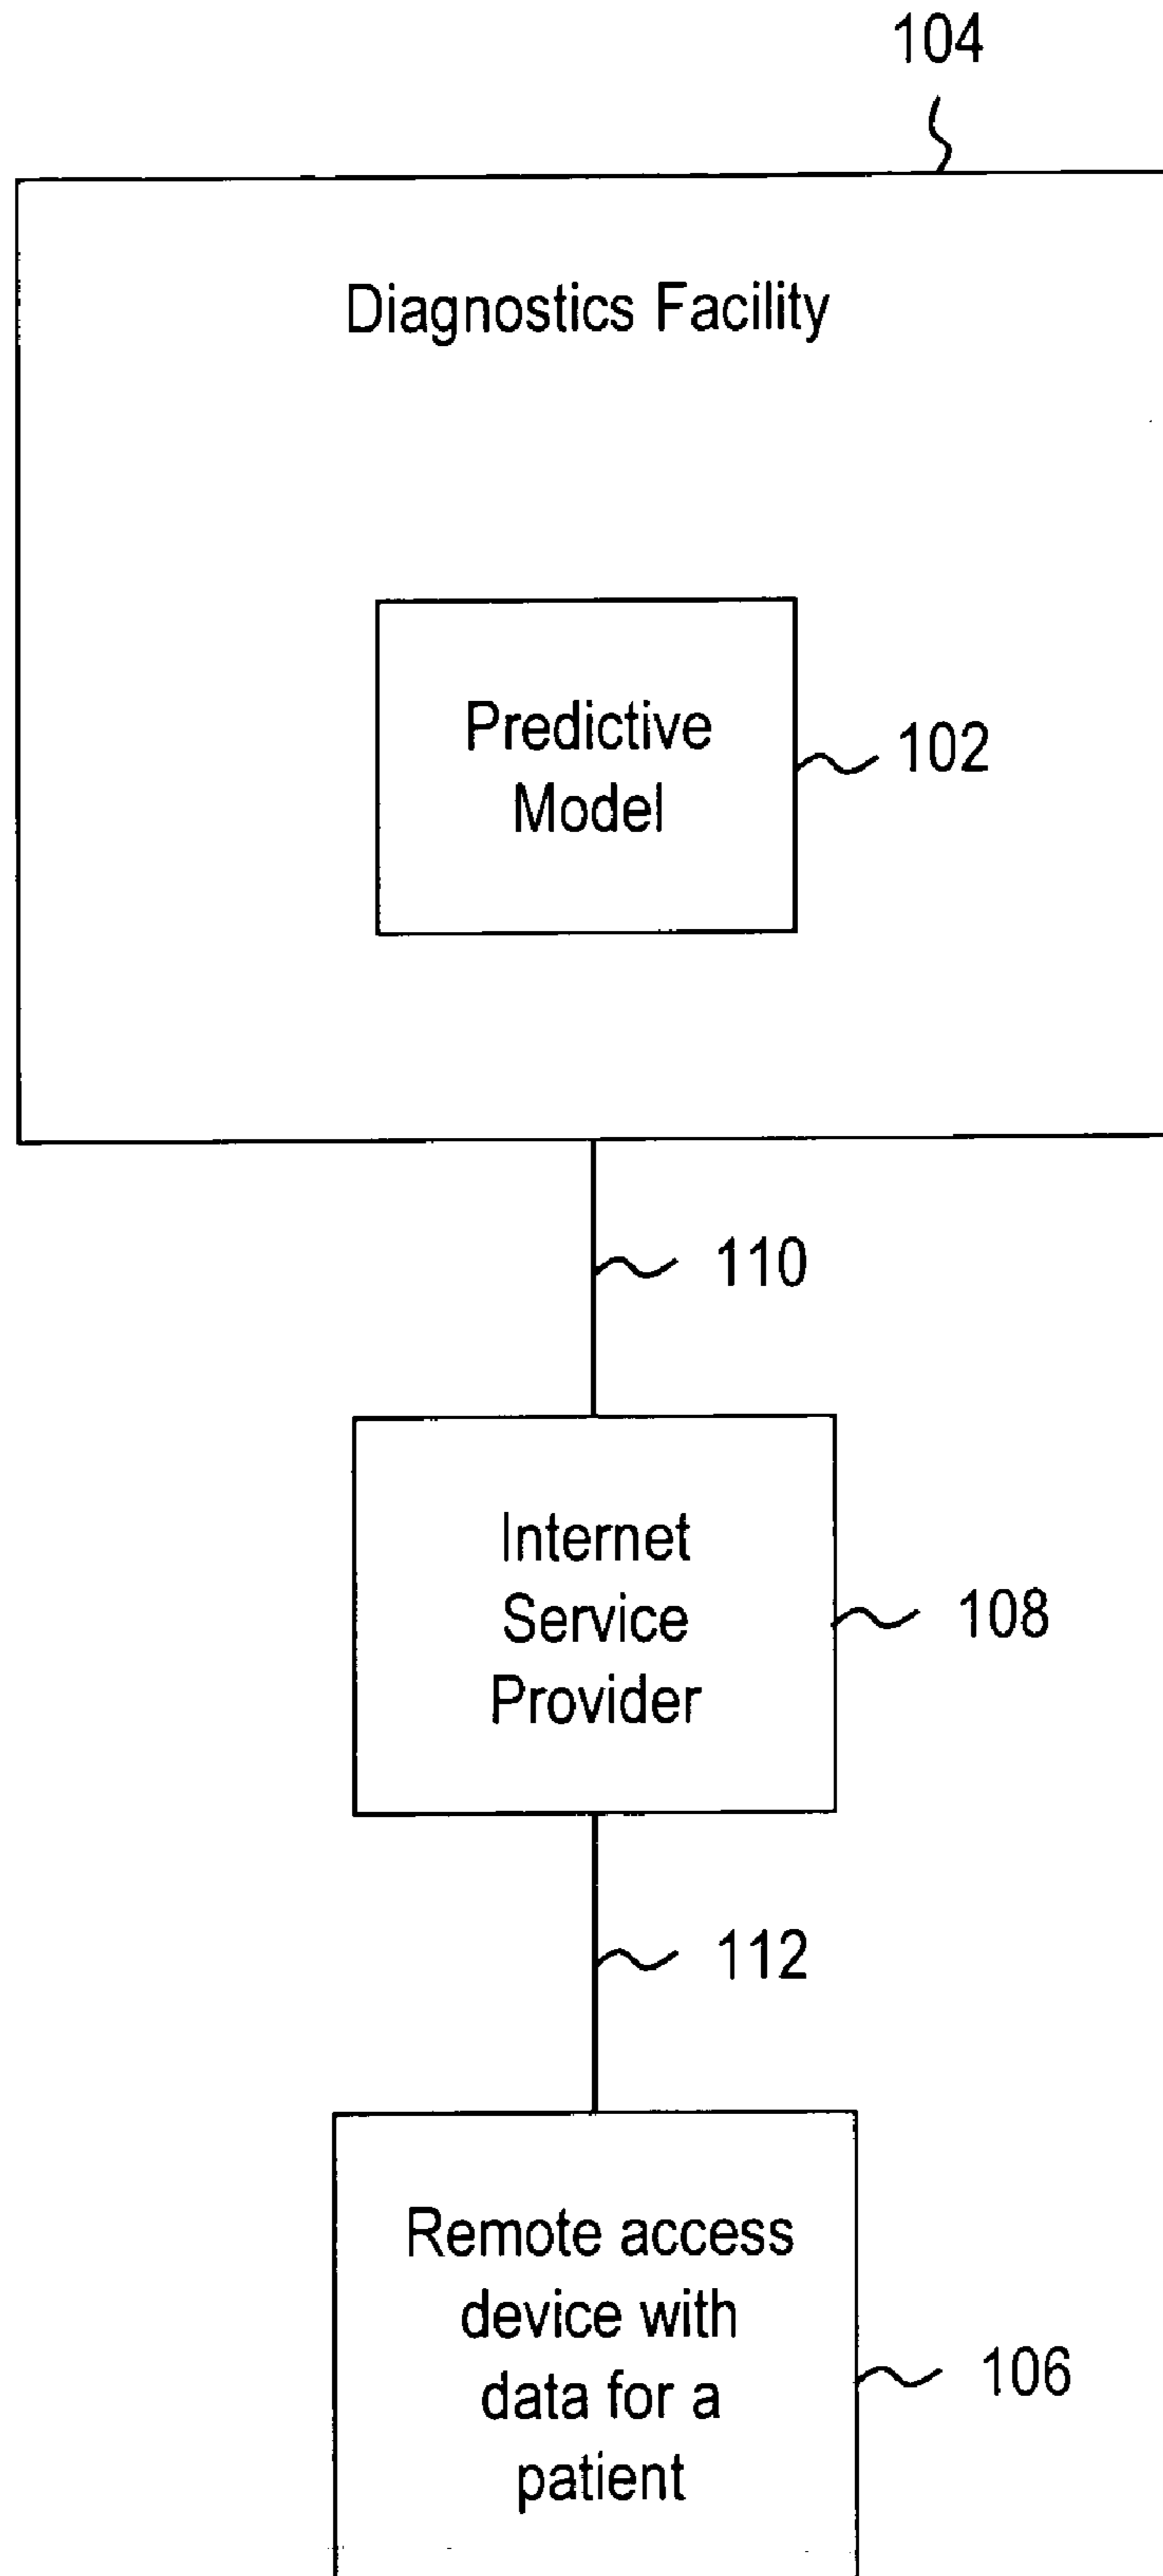 104
Diagnostics Facility
Predictive
Model
102
110
Internet
Service
Provider
108
112
Remote access
device with
data for a
patient
106